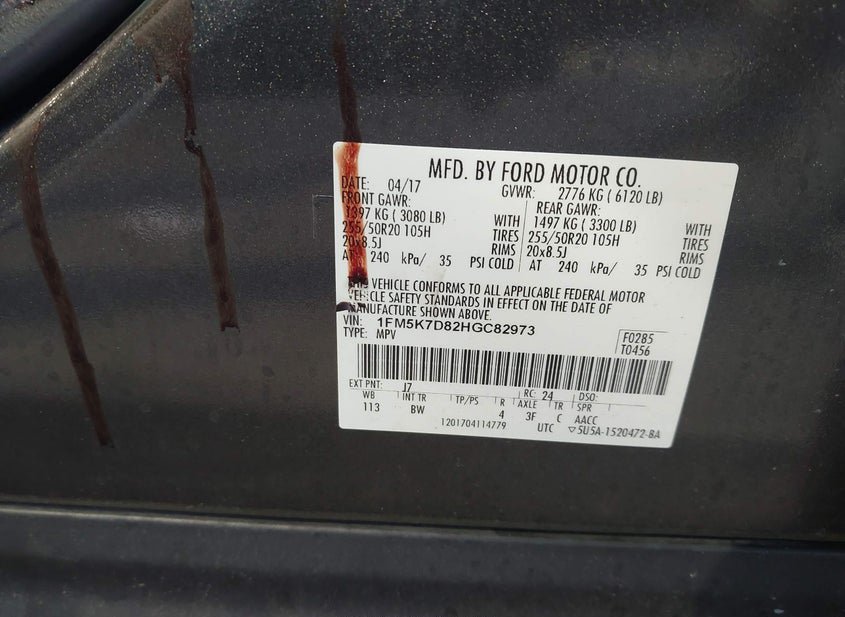 MFD. BY FORD MOTOR CO.
DATE: 04/17 GVWR: 2776 KG ( 6120 LB)
FRONT GAWR: REAR GAWR:
1397 KG ( 3080 LB) WITH 1497 KG ( 3300 LB) WITH
255/50R20 105H TIRES 255/50R20 105H TIRES
20x8.5J RIMS 20x8.5J RIMS
AT 240 kPa/ 35 PSI COLD AT 240 kPa/ 35 PSI COLD
THIS VEHICLE CONFORMS TO ALL APPLICABLE FEDERAL MOTOR
VEHICLE SAFETY STANDARDS IN EFFECT ON THE DATE OF
MANUFACTURE SHOWN ABOVE.
VIN: 1FM5K7D82HGC82973 F0285
TYPE: MPV T0456
EXT PNT: J7 RC: 24 DSO:
WB INT TR TP/PS R AXLE TR SPR
113 BW 4 3F C AACC
1201704114779 UTC ▽5U5A-1520472-BA